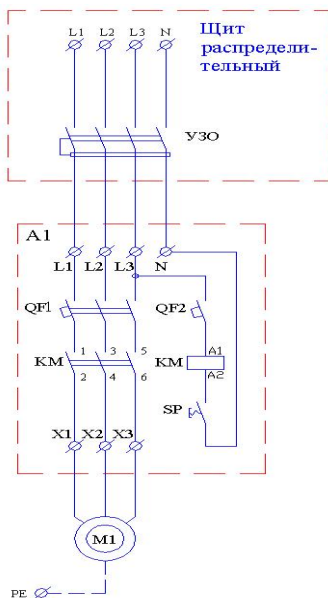 L1 L2 L3 N
Щит
распредели-
тельный
УЗО
A1
L1 L2 L3 N
QF1
QF2
KM
1 3 5
2 4 6
KM
A1
A2
SP
X1 X2 X3
M1
PE